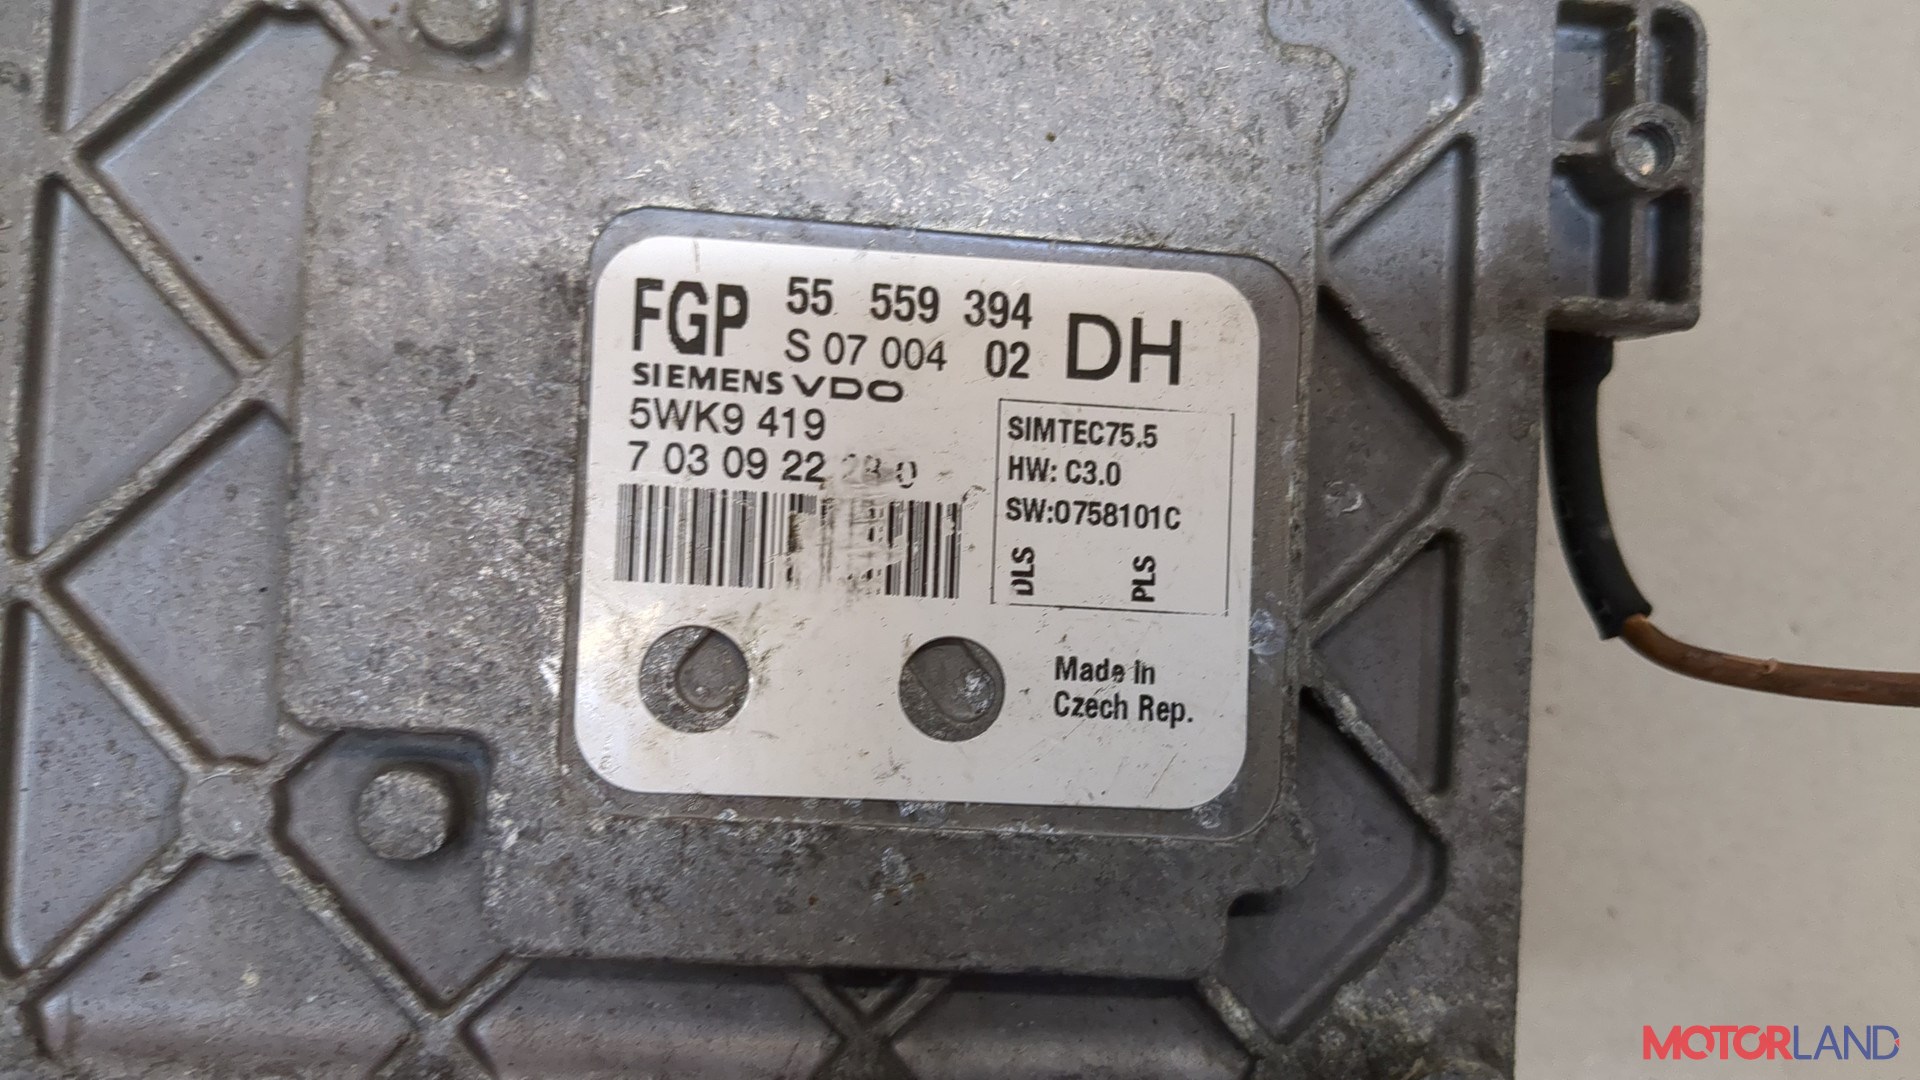 FGP 55 559 394 DH
S 07 004 02
SIEMENS VDO
5WK9 419
7 03 09 22
SIMTEC75.5
HW: C3.0
SW:0758101C
DLS PLS
Made in
Czech Rep.
MOTORLAND